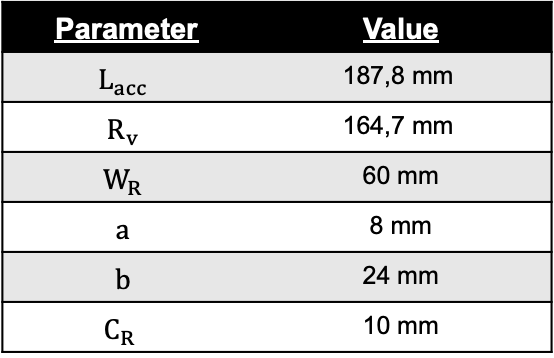 Parameter Value
Lacc 187,8 mm
Rv 164,7 mm
WR 60 mm
a 8 mm
b 24 mm
CR 10 mm